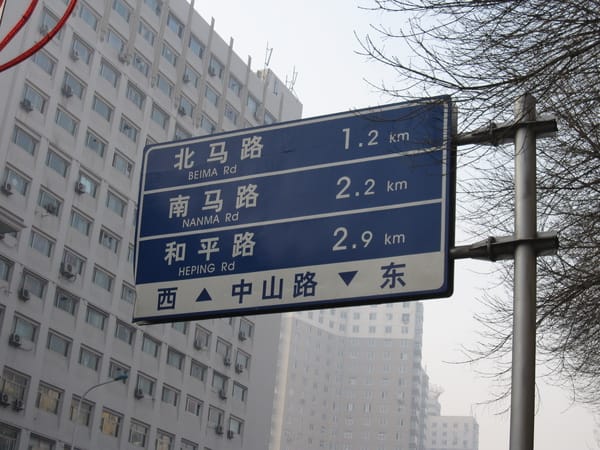 北马路 1.2 km
BEIMA Rd
南马路 2.2 km
NANMA Rd
和平路 2.9 km
HEPING Rd
西 ▲ 中山路 ▼ 东